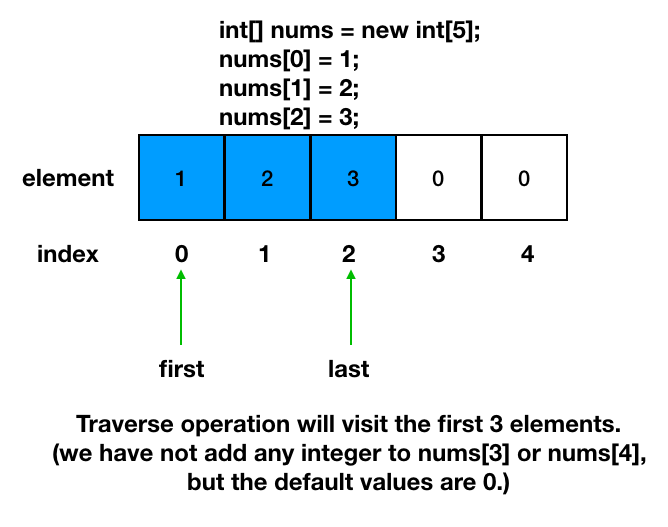 int[] nums = new int[5];
nums[0] = 1;
nums[1] = 2;
nums[2] = 3;
element 1 2 3 0 0
index 0 1 2 3 4
first last
Traverse operation will visit the first 3 elements.
(we have not add any integer to nums[3] or nums[4],
but the default values are 0.)